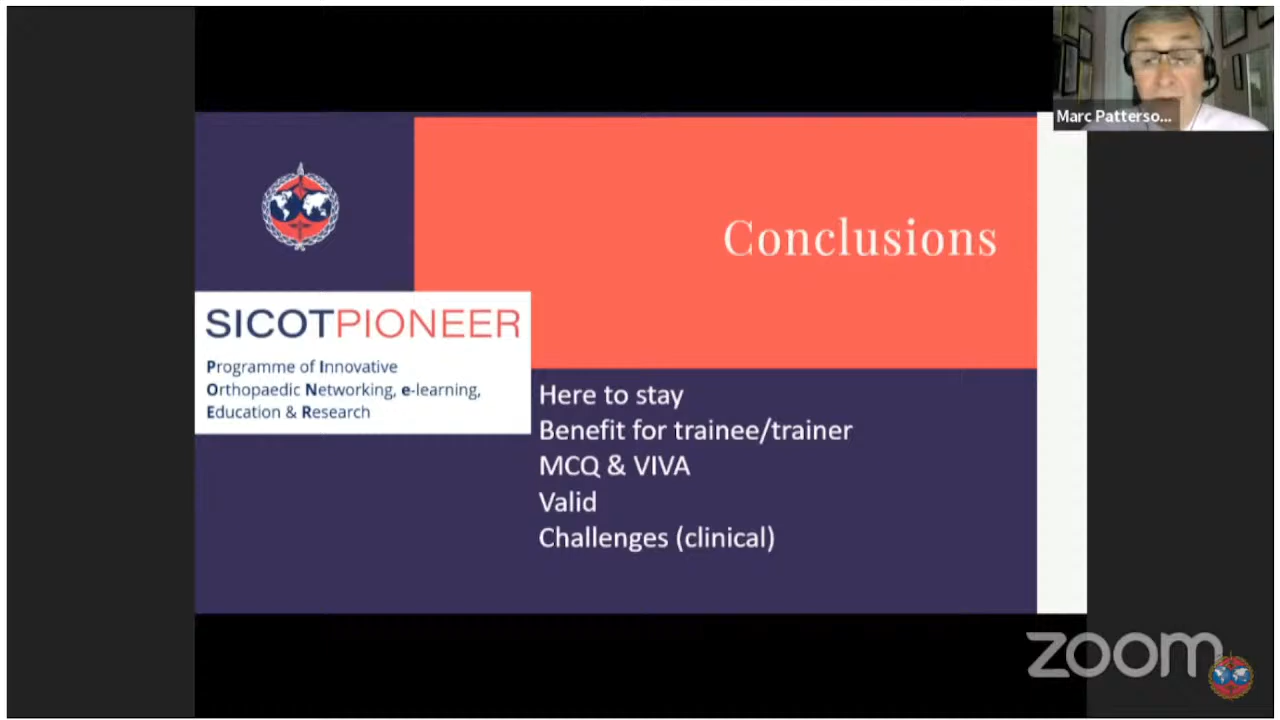 Marc Patterso...
Conclusions
SICOTPIONEER
Programme of Innovative
Orthopaedic Networking, e-learning,
Education & Research
Here to stay
Benefit for trainee/trainer
MCQ & VIVA
Valid
Challenges (clinical)
zoom